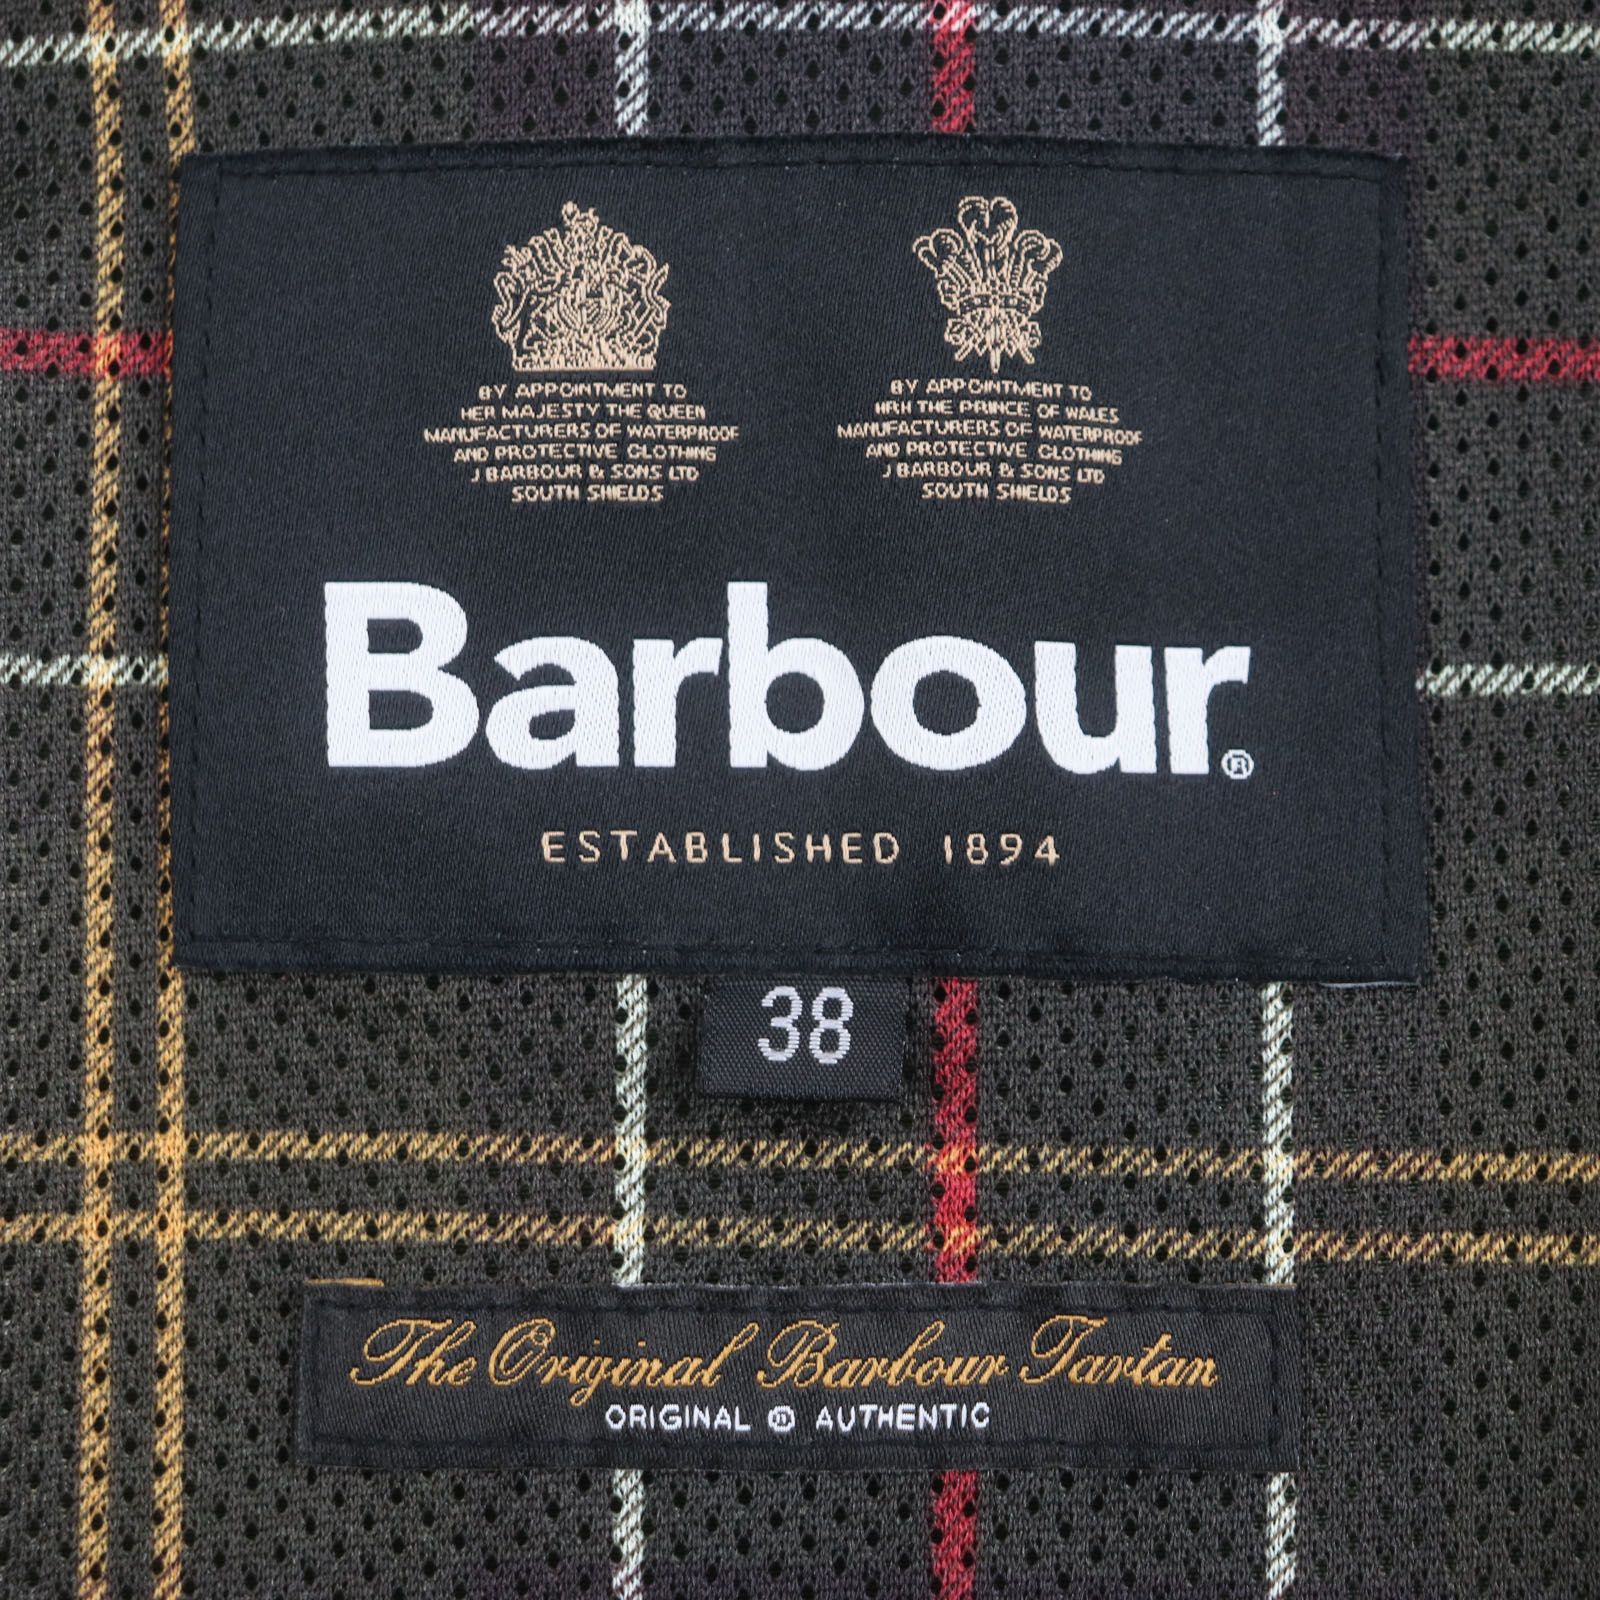 BY APPOINTMENT TO
HER MAJESTY THE QUEEN
MANUFACTURERS OF WATERPROOF
AND PROTECTIVE CLOTHING
J BARBOUR & SONS LTD
SOUTH SHIELDS
BY APPOINTMENT TO
HRH THE PRINCE OF WALES
MANUFACTURERS OF WATERPROOF
AND PROTECTIVE CLOTHING
J BARBOUR & SONS LTD
SOUTH SHIELDS
Barbour®
ESTABLISHED 1894
38
The Original Barbour Tartan
ORIGINAL ® AUTHENTIC